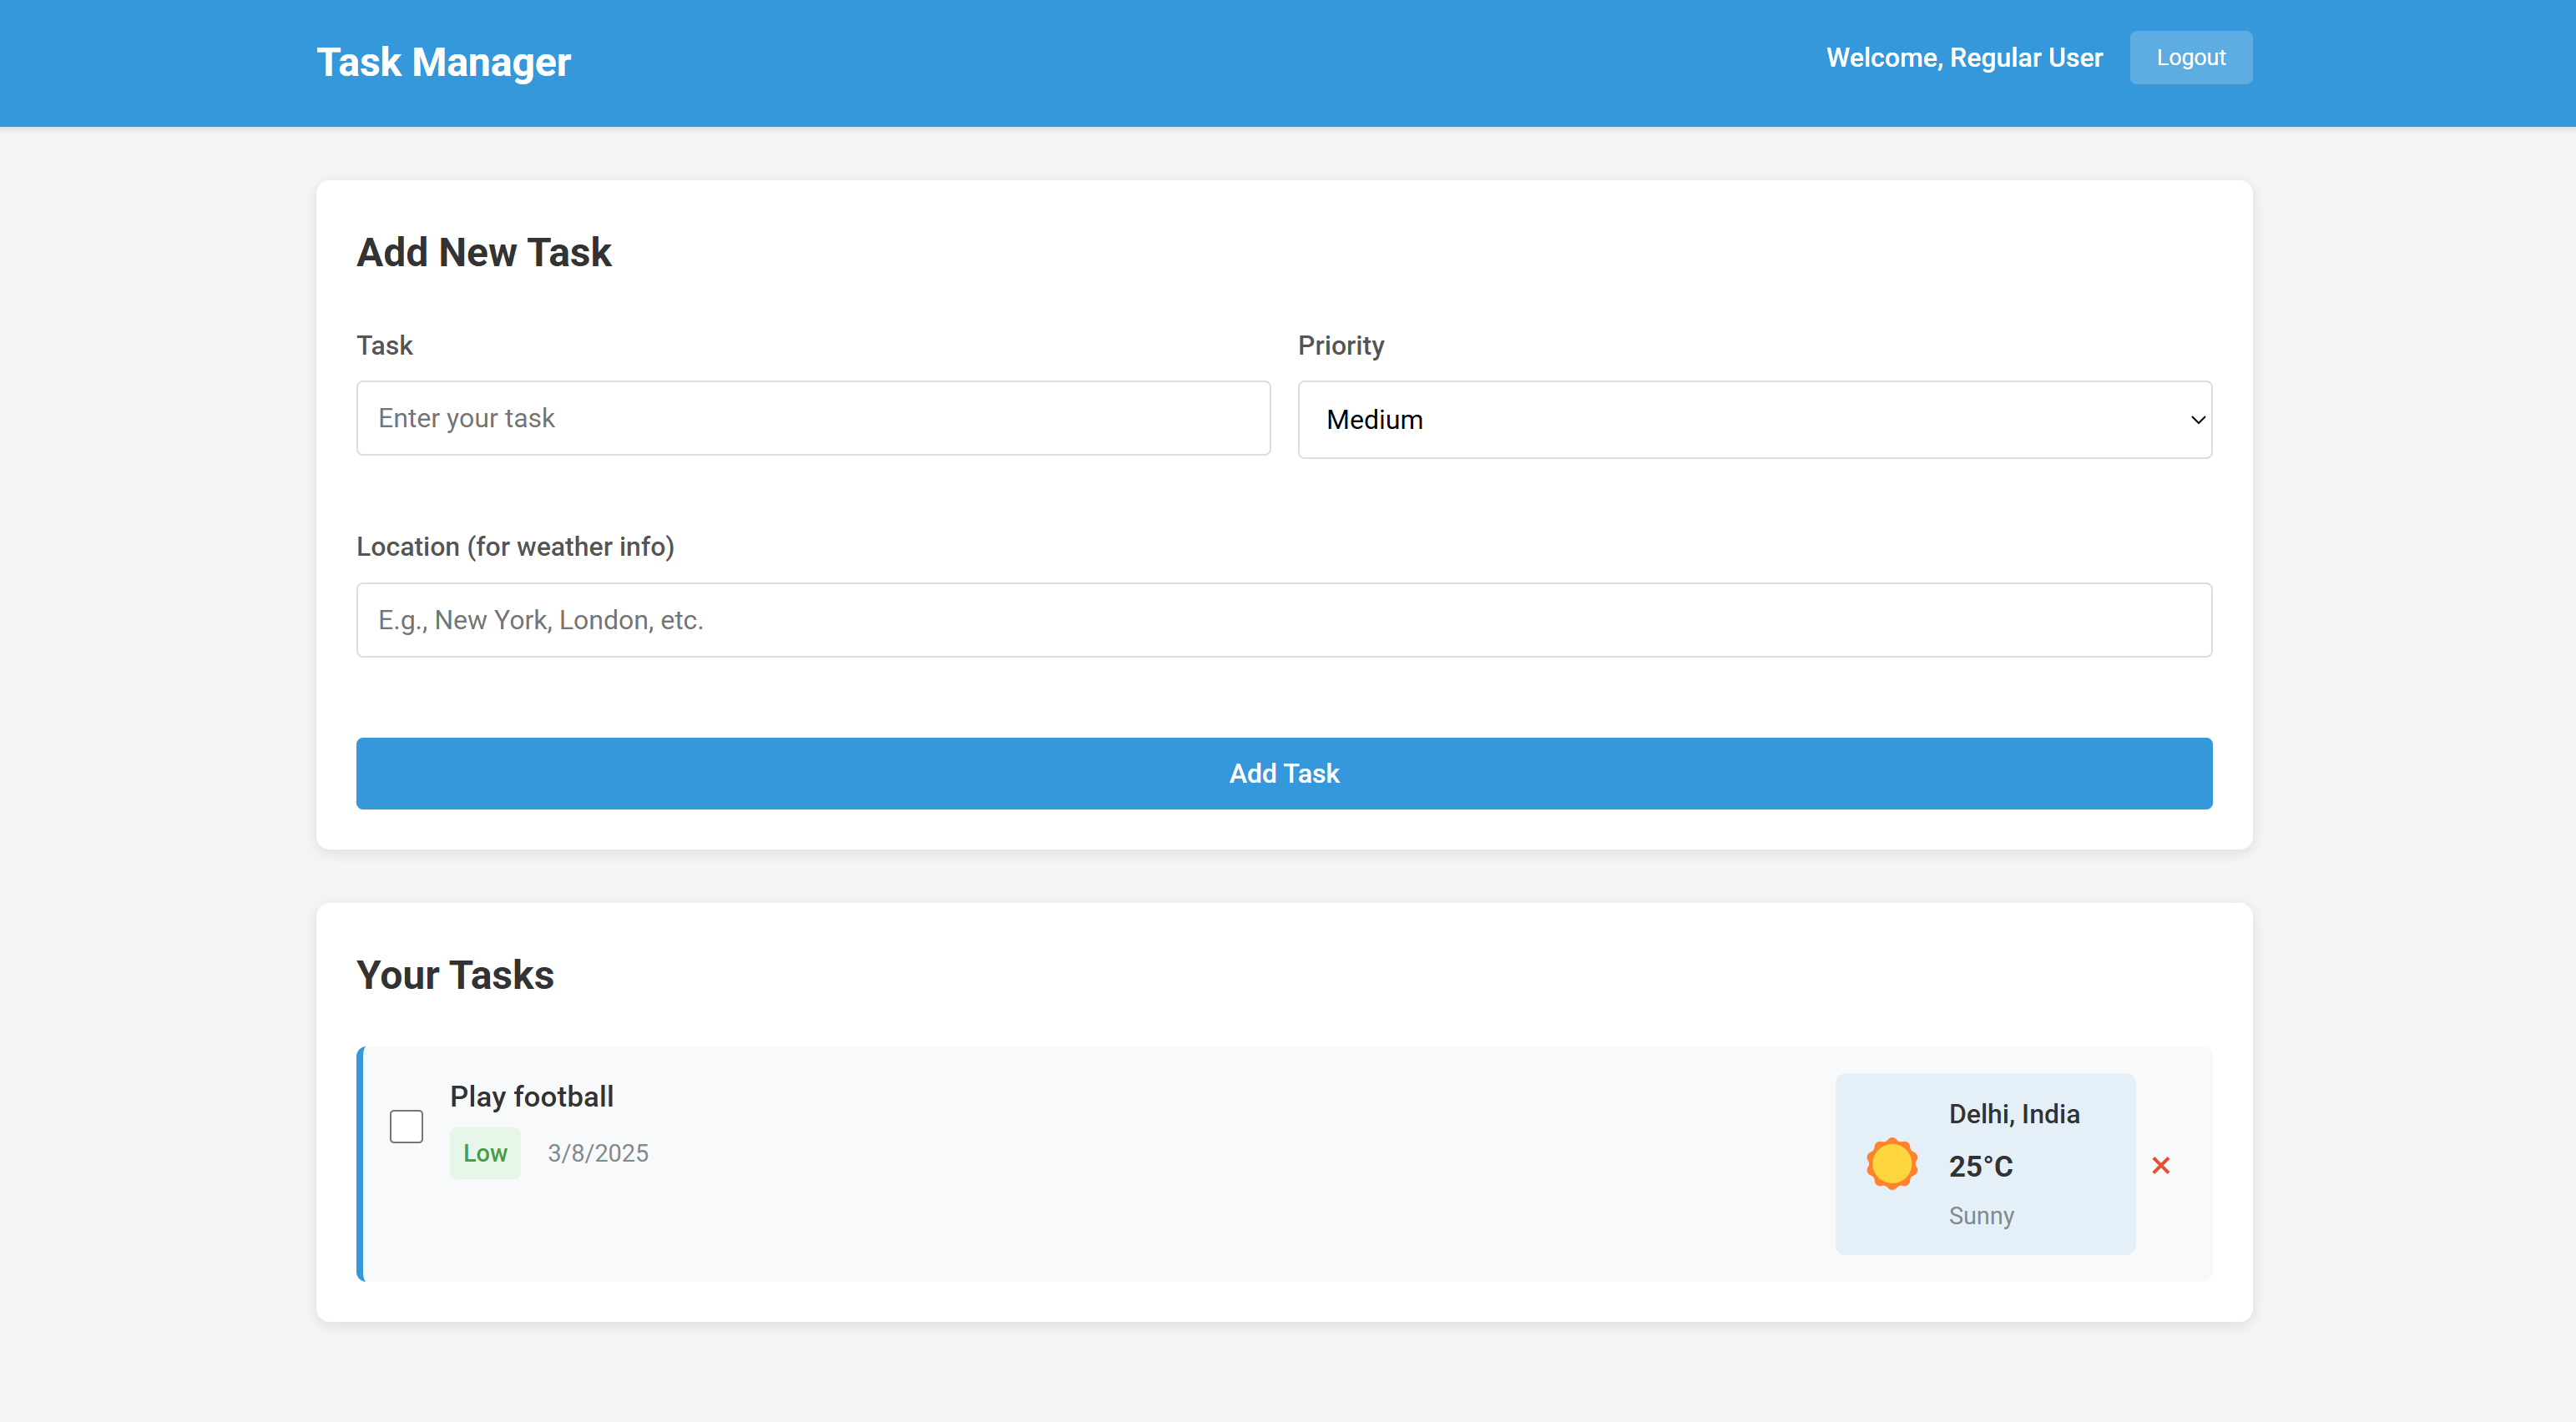 Task Manager
Welcome, Regular User
Logout
Add New Task
Task
Priority
Enter your task
Medium
Location (for weather info)
E.g., New York, London, etc.
Add Task
Your Tasks
Play football
Low
3/8/2025
Delhi, India
25°C
Sunny